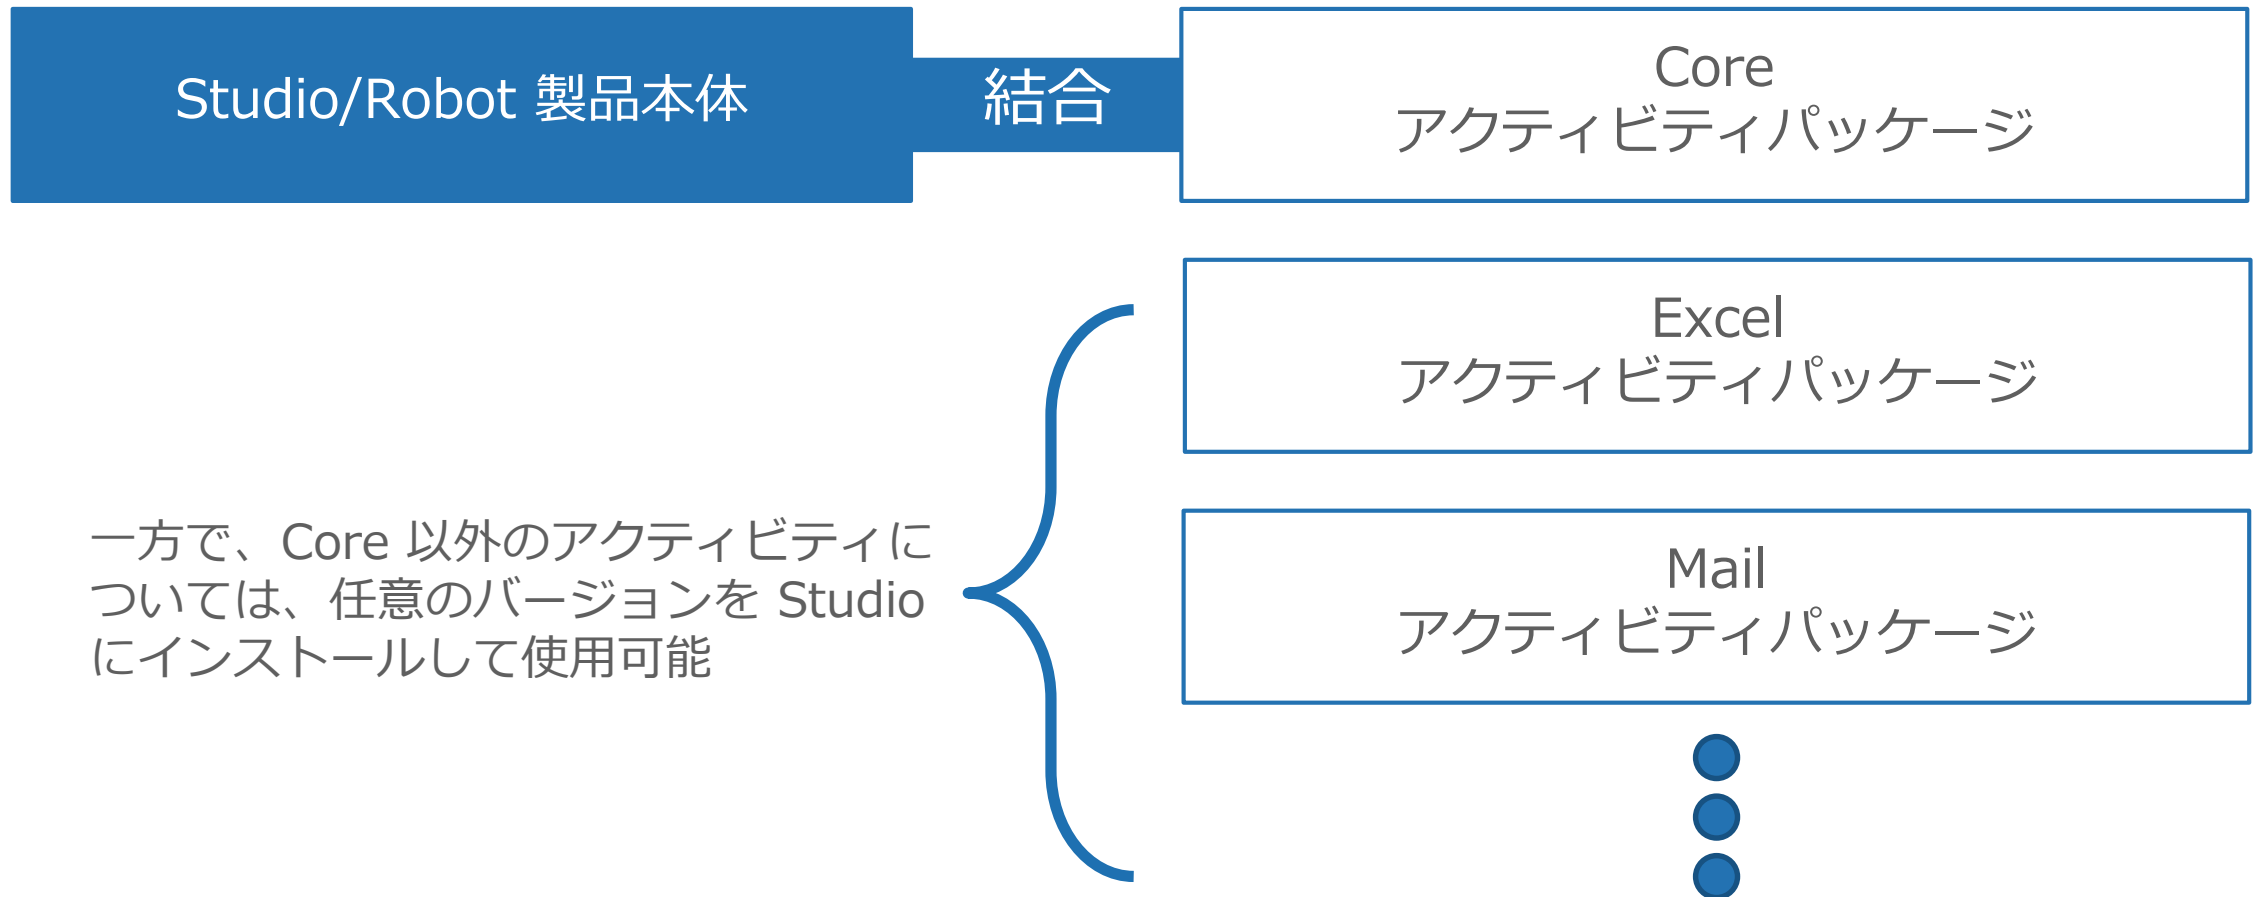 Studio/Robot 製品本体
結合
Core
アクティビティパッケージ
Excel
アクティビティパッケージ
一方で、Core 以外のアクティビティに
ついては、任意のバージョンを Studio
にインストールして使用可能
Mail
アクティビティパッケージ